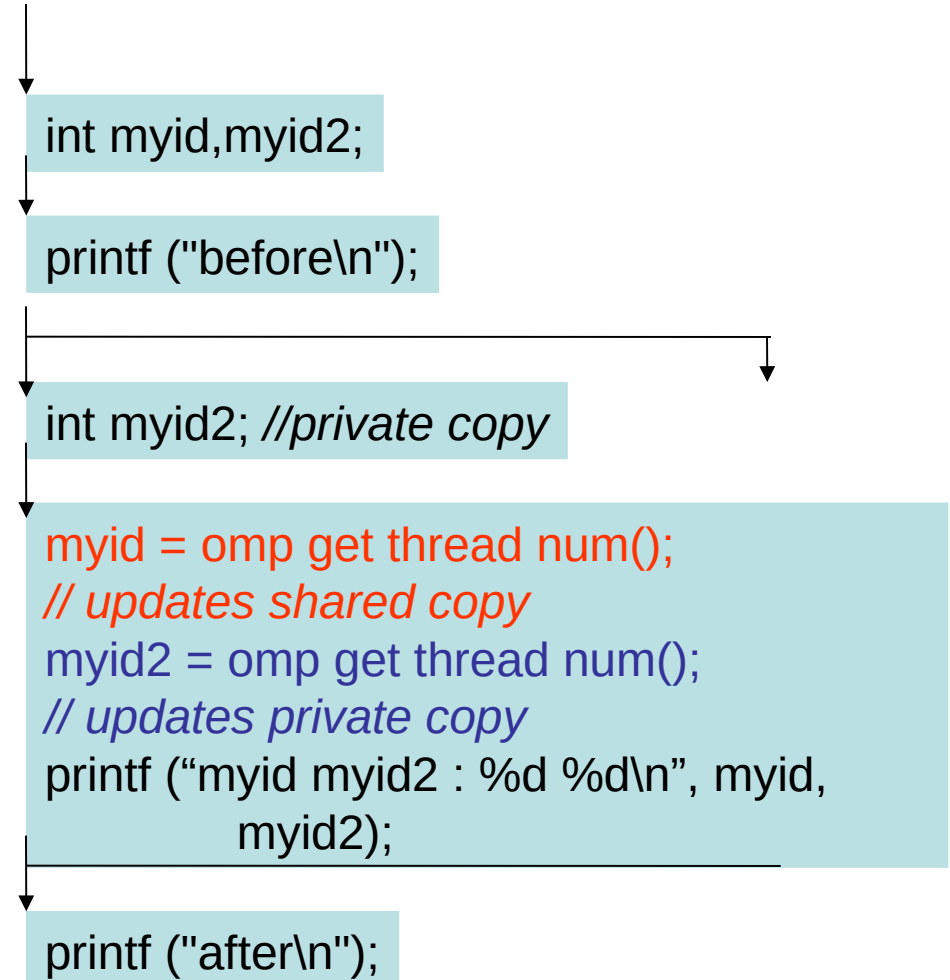 int myid,myid2;
printf ("before\n");
int myid2; //private copy
myid = omp get thread num();
// updates shared copy
myid2 = omp get thread num();
// updates private copy
printf (“myid myid2 : %d %d\n”, myid,
myid2);
printf ("after\n");